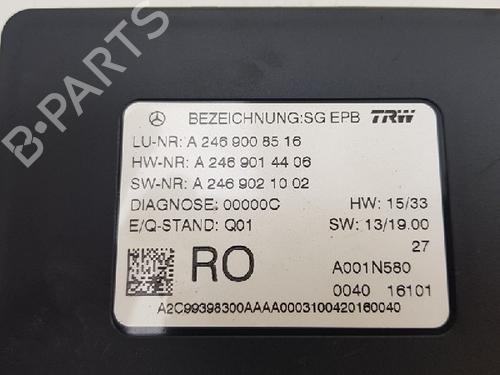 B-PARTS
BEZEICHNUNG:SG EPB TRW
LU-NR: A 246 900 85 16
HW-NR: A 246 901 44 06
SW-NR: A 246 902 10 02
DIAGNOSE: 00000C HW: 15/33
E/Q-STAND: Q01 SW: 13/19.00
27
RO A001N580
0040 16101
A2C99398300AAAA0003100420160040